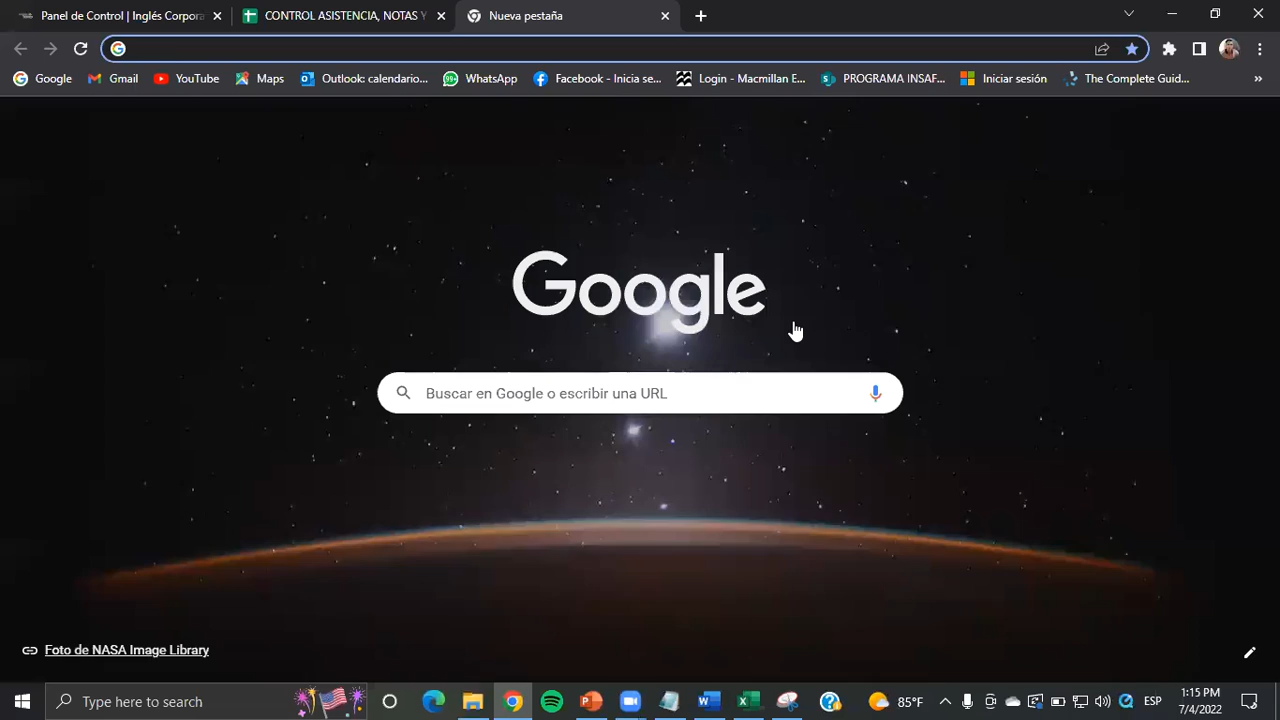 Panel de Control | Inglés Corpora
CONTROL ASISTENCIA, NOTAS Y
Nueva pestaña
Google
Gmail
YouTube
Maps
Outlook: calendario...
WhatsApp
Facebook - Inicia se...
Login - Macmillan E...
PROGRAMA INSAF...
Iniciar sesión
The Complete Guid...
»
Google
Buscar en Google o escribir una URL
Foto de NASA Image Library
Type here to search
85°F
ESP
1:15 PM
7/4/2022